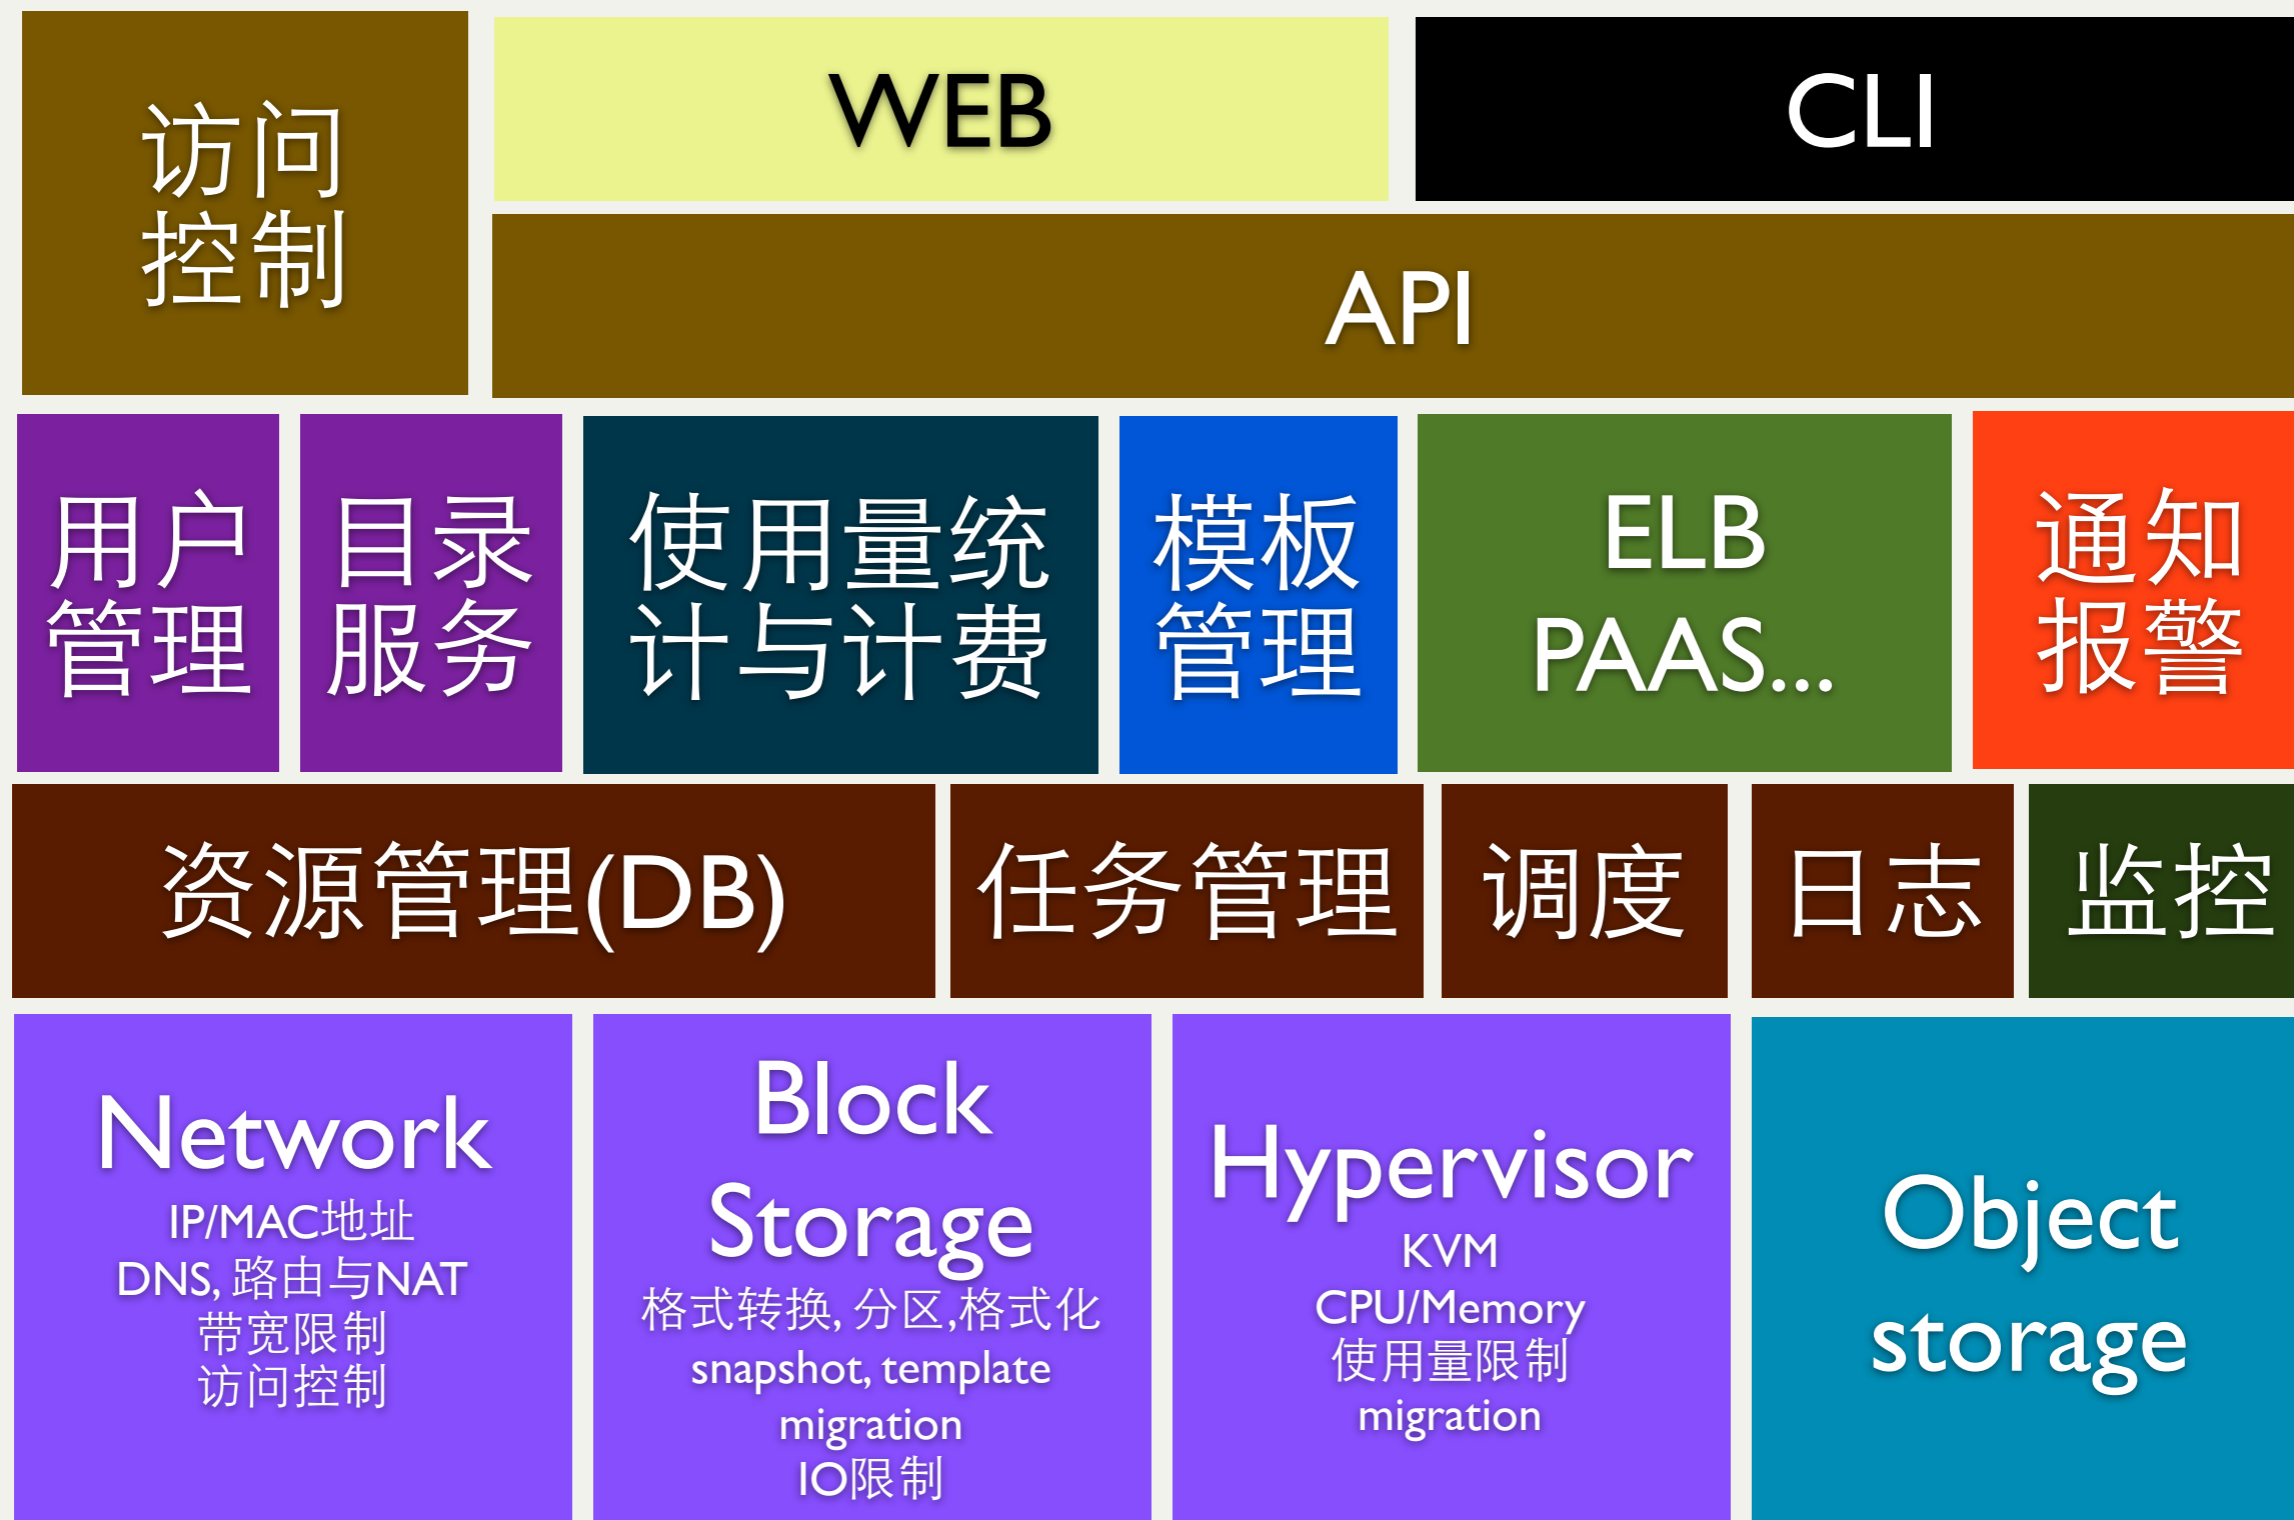 访问
控制
WEB
CLI
API
用户
管理
目录
服务
使用量统
计与计费
模板
管理
ELB
PAAS...
通知
报警
资源管理(DB)
任务管理
调度
日志
监控
Network
IP/MAC地址
DNS, 路由与NAT
带宽限制
访问控制
Block
Storage
格式转换, 分区,格式化
snapshot, template
migration
IO限制
Hypervisor
KVM
CPU/Memory
使用量限制
migration
Object
storage